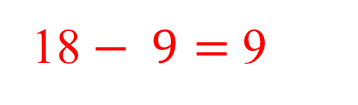 18 − 9 = 9